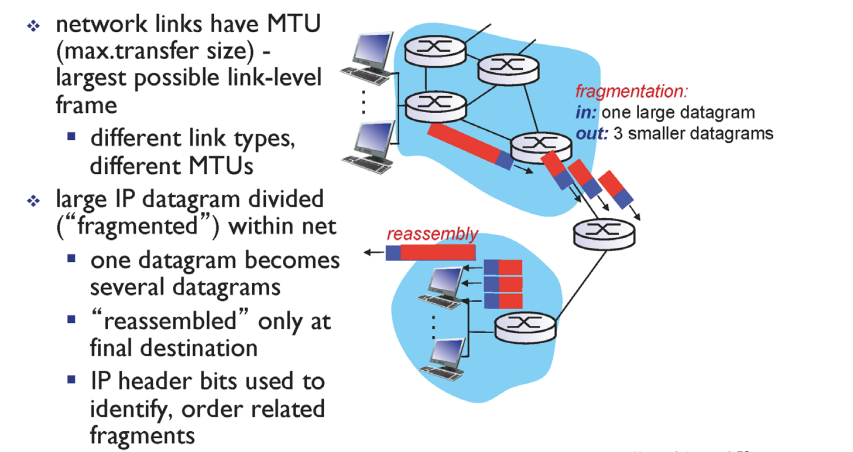 ❖ network links have MTU
(max.transfer size) -
largest possible link-level
frame
▪ different link types,
different MTUs
❖ large IP datagram divided
(“fragmented”) within net
▪ one datagram becomes
several datagrams
▪ “reassembled” only at
final destination
▪ IP header bits used to
identify, order related
fragments
fragmentation:
in: one large datagram
out: 3 smaller datagrams
reassembly